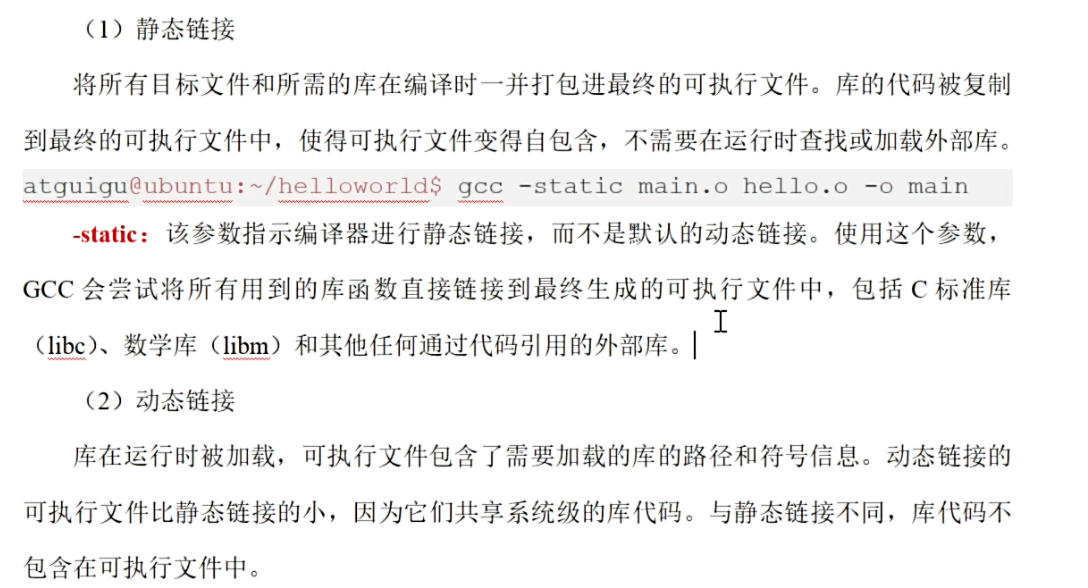 （1）静态链接
将所有目标文件和所需的库在编译时一并打包进最终的可执行文件。库的代码被复制
到最终的可执行文件中，使得可执行文件变得自包含，不需要在运行时查找或加载外部库。
atguigu@ubuntu:~/helloworld$ gcc -static main.o hello.o -o main
-static：该参数指示编译器进行静态链接，而不是默认的动态链接。使用这个参数，
GCC 会尝试将所有用到的库函数直接链接到最终生成的可执行文件中，包括 C 标准库
（libc）、数学库（libm）和其他任何通过代码引用的外部库。
（2）动态链接
库在运行时被加载，可执行文件包含了需要加载的库的路径和符号信息。动态链接的
可执行文件比静态链接的小，因为它们共享系统级的库代码。与静态链接不同，库代码不
包含在可执行文件中。